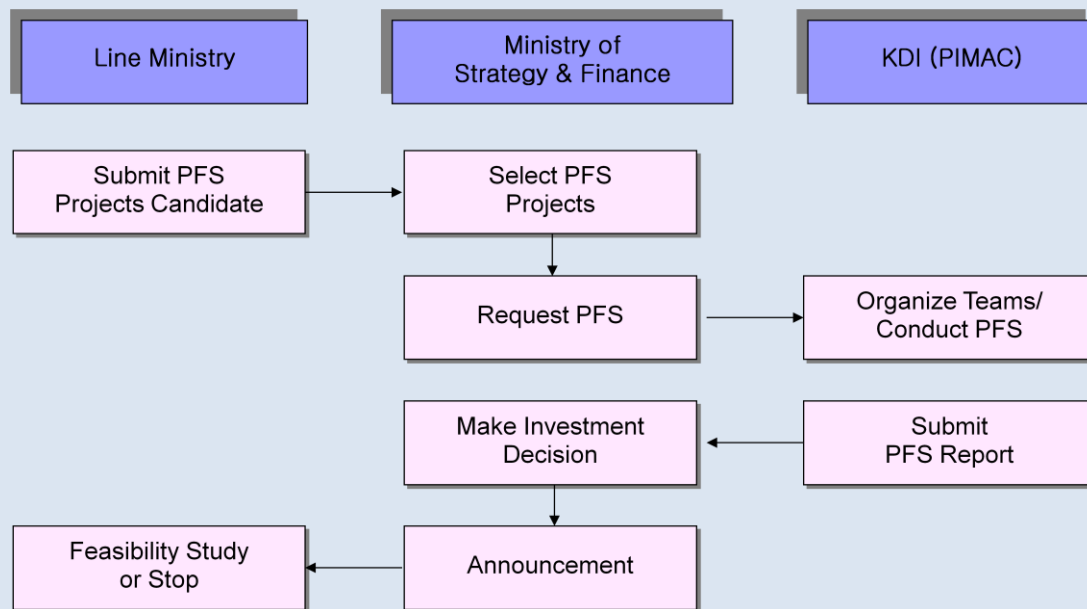 Line Ministry
Ministry of
Strategy & Finance
KDI (PIMAC)
Submit PFS
Projects Candidate
Select PFS
Projects
Request PFS
Organize Teams/
Conduct PFS
Make Investment
Decision
Submit
PFS Report
Feasibility Study
or Stop
Announcement